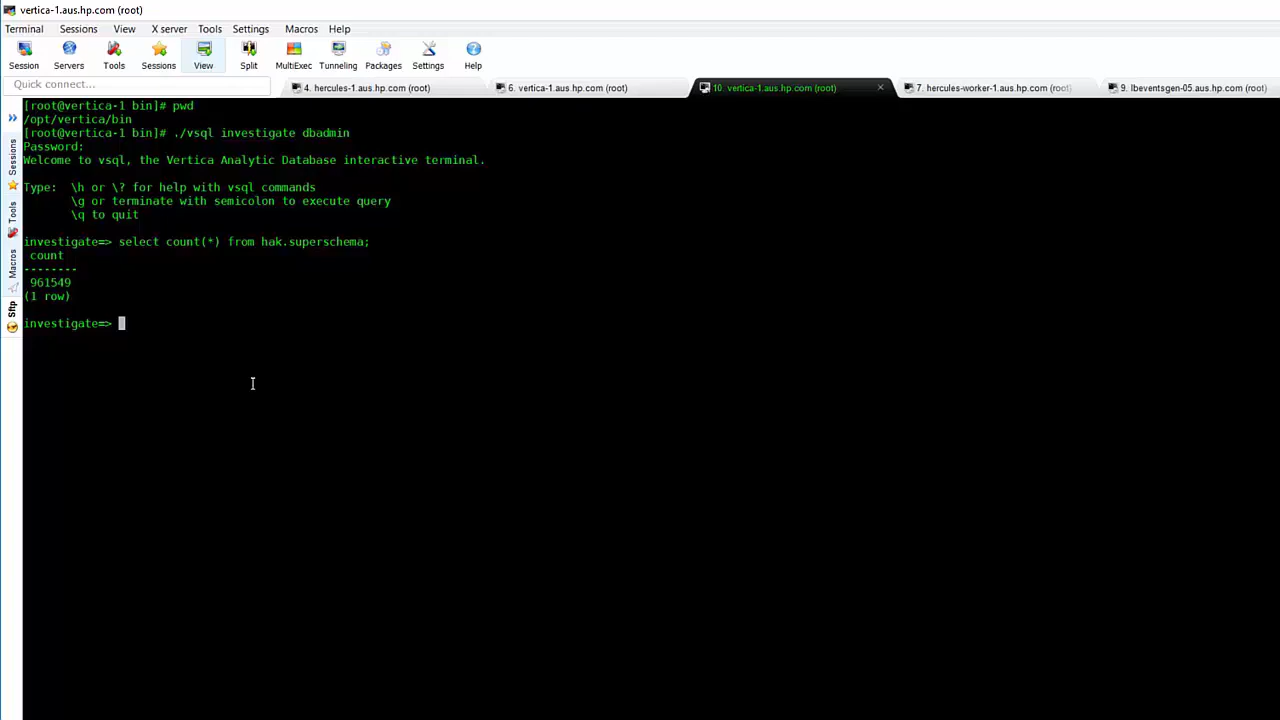 vertica-1.aus.hp.com (root)
Terminal Sessions View X server Tools Settings Macros Help
Session Servers Tools Sessions View Split MultiExec Tunneling Packages Settings Help
Quick connect...
4. hercules-1.aus.hp.com (root)
6. vertica-1.aus.hp.com (root)
10. vertica-1.aus.hp.com (root)
7. hercules-worker-1.aus.hp.com (root)
9. lbeventsgen-05.aus.hp.com (root)
Sessions
Tools
Macros
Sftp
[root@vertica-1 bin]# pwd
/opt/vertica/bin
[root@vertica-1 bin]# ./vsql investigate dbadmin
Password:
Welcome to vsql, the Vertica Analytic Database interactive terminal.
Type: \h or \? for help with vsql commands
\g or terminate with semicolon to execute query
\q to quit
investigate=> select count(*) from hak.superschema;
count
--------
961549
(1 row)
investigate=>